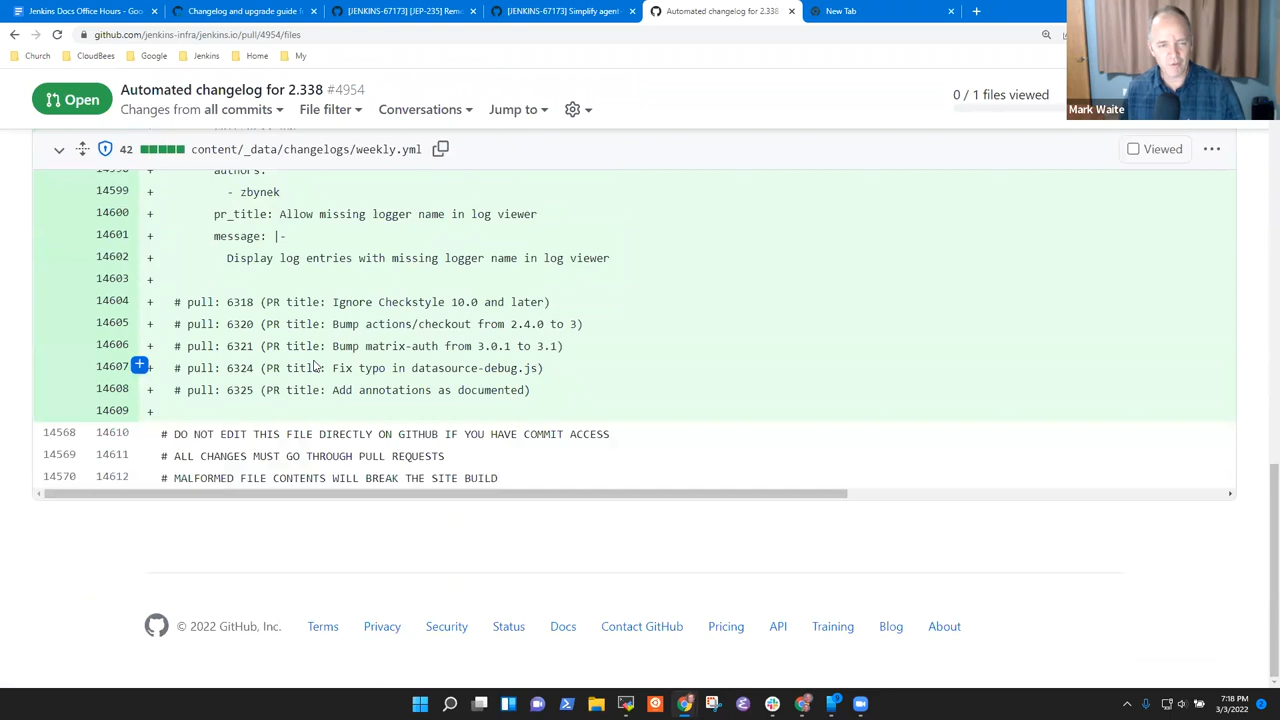 Jenkins Docs Office Hours - Goo
Changelog and upgrade guide f
[JENKINS-67173] [JEP-235] Rem
[JENKINS-67173] Simplify agent-
Automated changelog for 2.338
New Tab
github.com/jenkins-infra/jenkins.io/pull/4954/files
Church
CloudBees
Google
Jenkins
Home
My
Open
Automated changelog for 2.338 #4954
Changes from all commits
File filter
Conversations
Jump to
0 / 1 files viewed
Mark Waite
42 content/_data/changelogs/weekly.yml
Viewed
14598 + authors:
14599 + - zbynek
14600 + pr_title: Allow missing logger name in log viewer
14601 + message: |-
14602 + Display log entries with missing logger name in log viewer
14603 +
14604 + # pull: 6318 (PR title: Ignore Checkstyle 10.0 and later)
14605 + # pull: 6320 (PR title: Bump actions/checkout from 2.4.0 to 3)
14606 + # pull: 6321 (PR title: Bump matrix-auth from 3.0.1 to 3.1)
14607 + # pull: 6324 (PR title: Fix typo in datasource-debug.js)
14608 + # pull: 6325 (PR title: Add annotations as documented)
14609 +
14568 14610 # DO NOT EDIT THIS FILE DIRECTLY ON GITHUB IF YOU HAVE COMMIT ACCESS
14569 14611 # ALL CHANGES MUST GO THROUGH PULL REQUESTS
14570 14612 # MALFORMED FILE CONTENTS WILL BREAK THE SITE BUILD
© 2022 GitHub, Inc.
Terms
Privacy
Security
Status
Docs
Contact GitHub
Pricing
API
Training
Blog
About
7:18 PM
3/3/2022